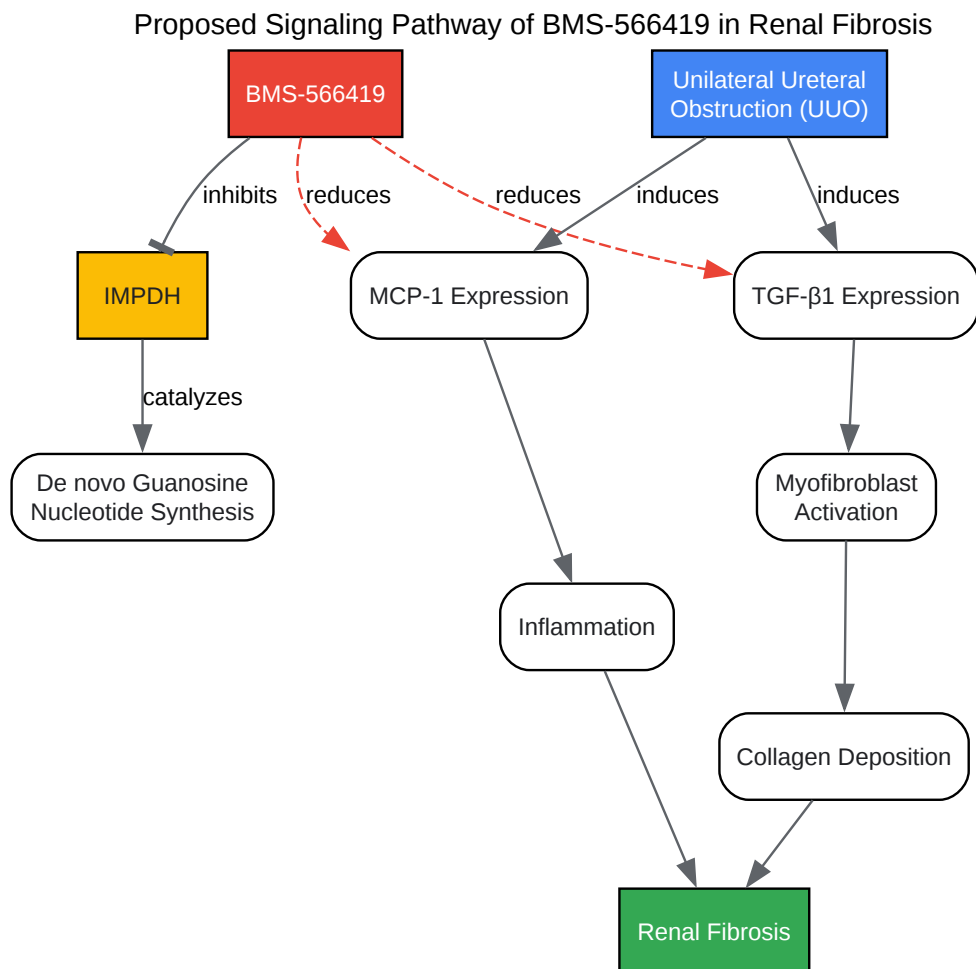 Proposed Signaling Pathway of BMS-566419 in Renal Fibrosis
BMS-566419
Unilateral Ureteral
Obstruction (UUO)
inhibits
reduces
reduces
induces
induces
IMPDH
MCP-1 Expression
TGF-β1 Expression
catalyzes
De novo Guanosine
Nucleotide Synthesis
Myofibroblast
Activation
Inflammation
Collagen Deposition
Renal Fibrosis